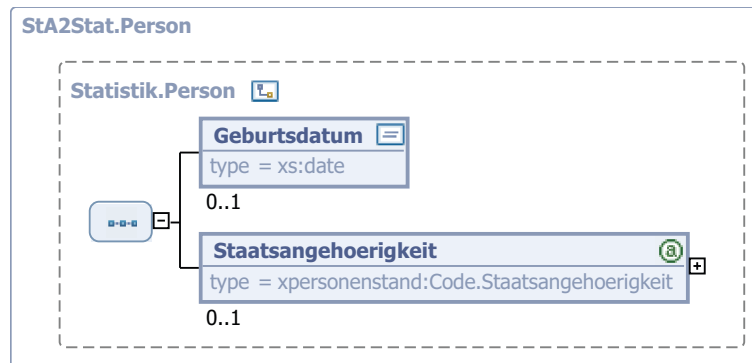 StA2Stat.Person
Statistik.Person
Geburtsdatum
type = xs:date
0..1
Staatsangehoerigkeit
type = xpersonenstand:Code.Staatsangehoerigkeit
0..1